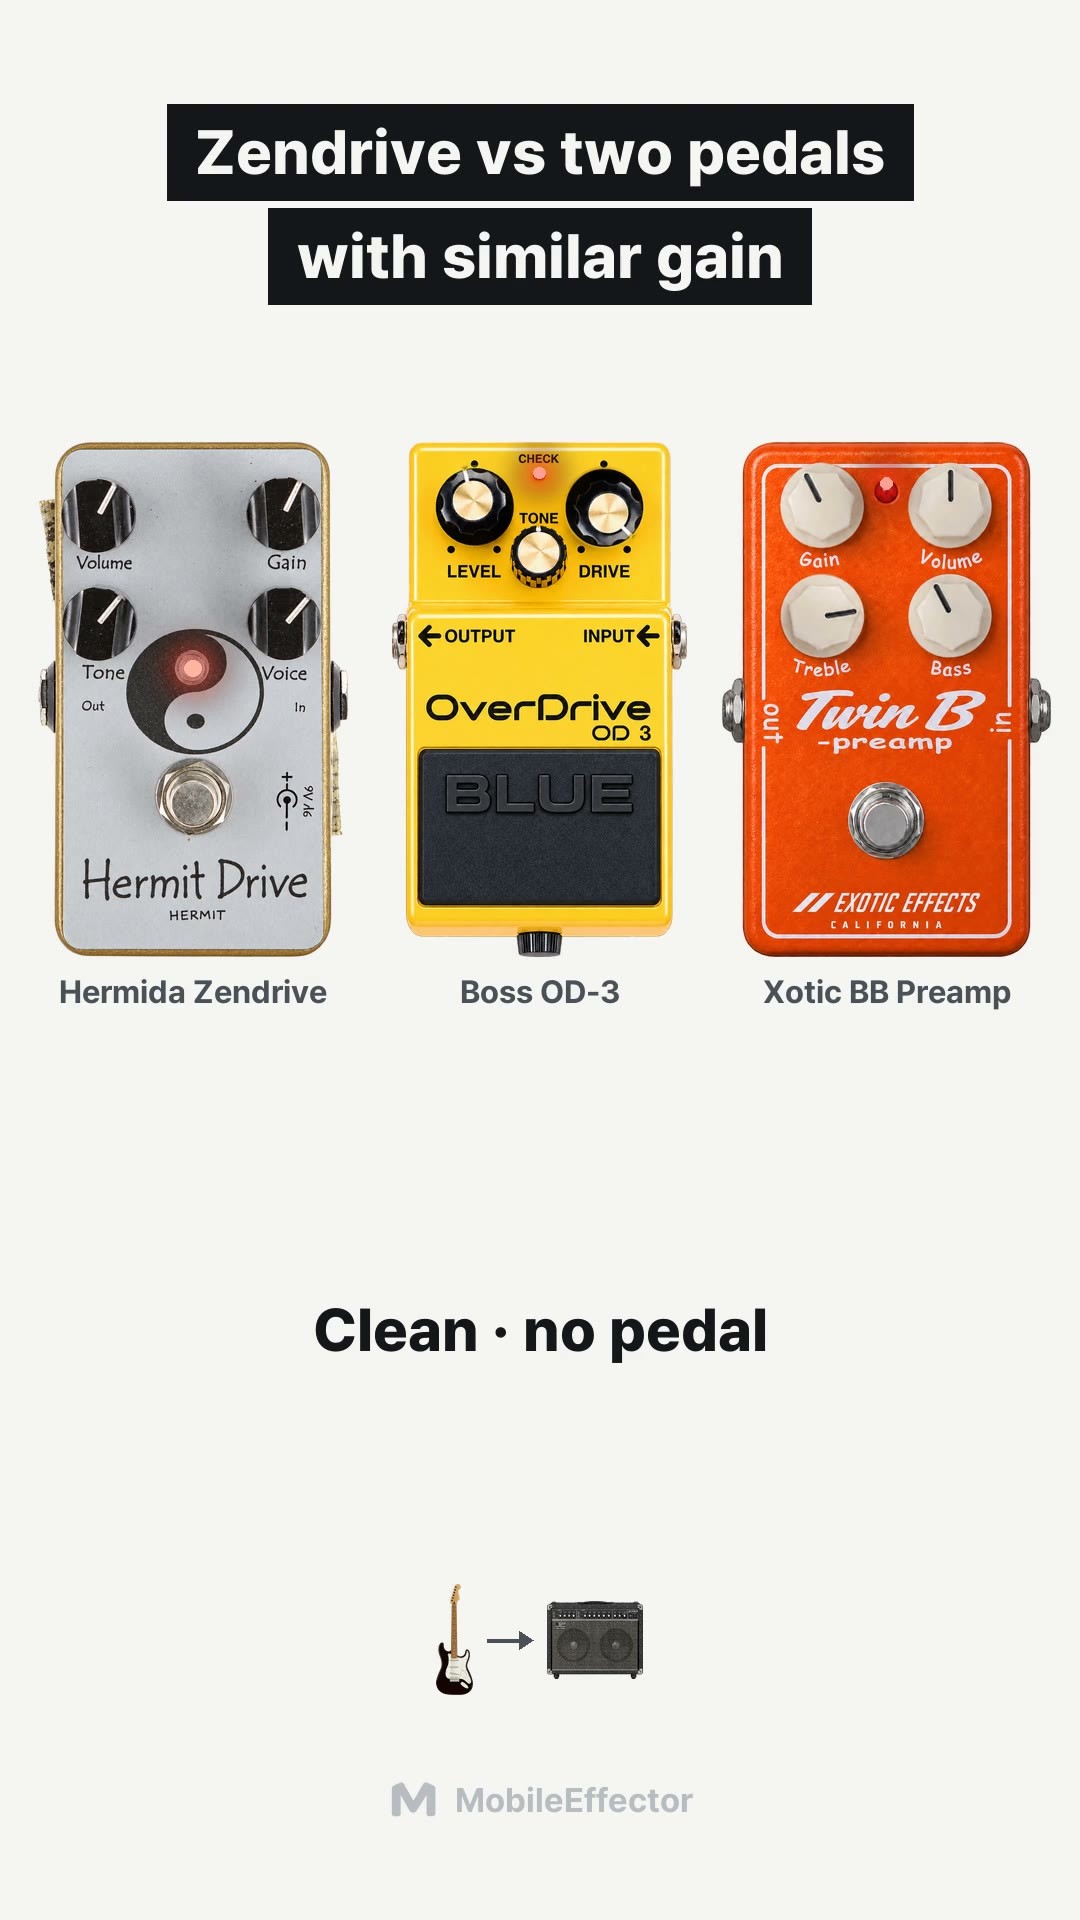 Zendrive vs two pedals
with similar gain
Volume
Gain
Tone
Voice
Out
In
9V
Hermit Drive
HERMIT
Hermida Zendrive
CHECK
TONE
LEVEL
DRIVE
OUTPUT
INPUT
OverDrive
OD 3
BLUE
Boss OD-3
Gain
Volume
Treble
Bass
out
in
Twin B
-preamp
EXOTIC EFFECTS
CALIFORNIA
Xotic BB Preamp
Clean · no pedal
MobileEffector